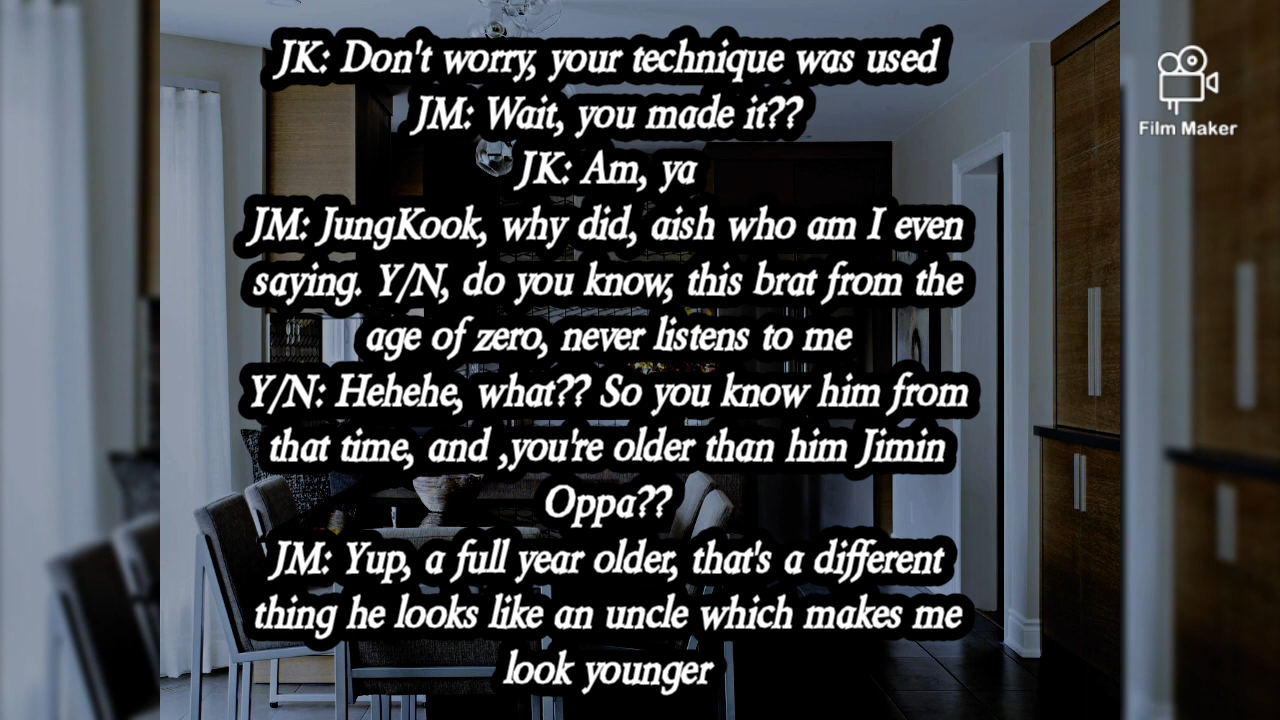 JK: Don't worry, your technique was used
JM: Wait, you made it??
JK: Am, ya
JM: JungKook, why did, aish who am I even
saying. Y/N, do you know, this brat from the
age of zero, never listens to me
Y/N: Hehehe, what?? So you know him from
that time, and ,you're older than him Jimin
Oppa??
JM: Yup, a full year older, that's a different
thing he looks like an uncle which makes me
look younger
Film Maker